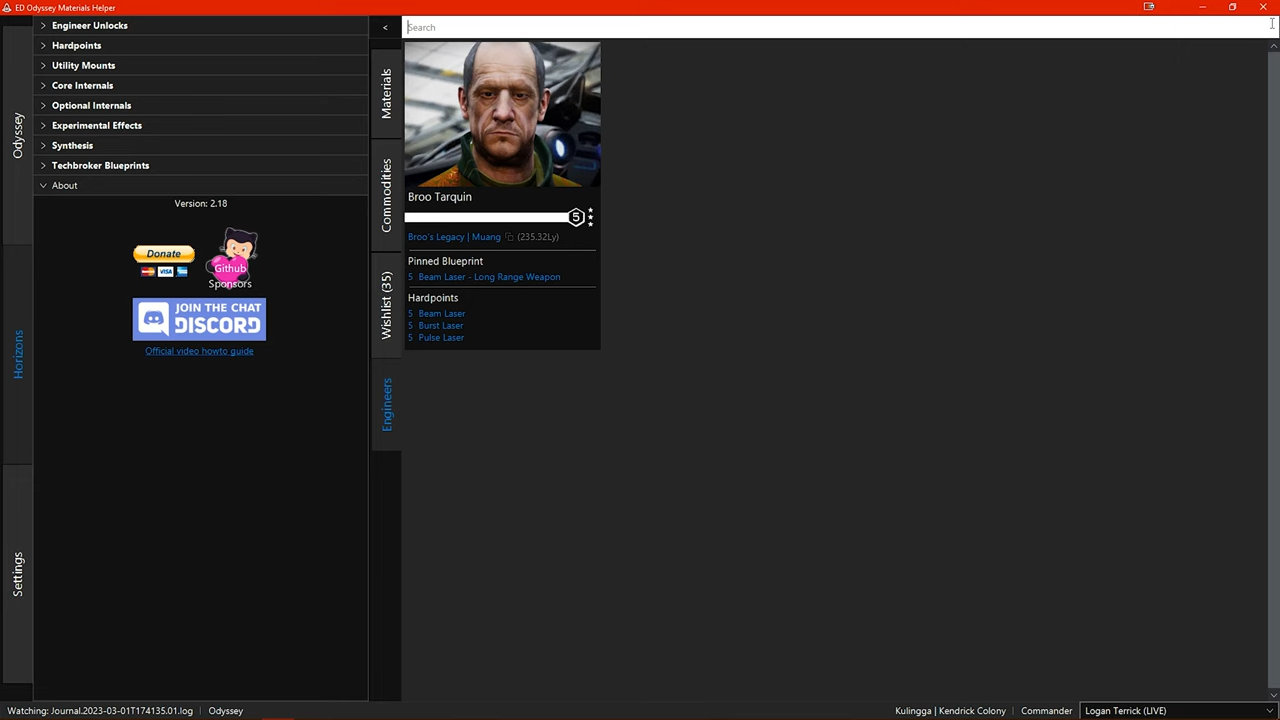 ED Odyssey Materials Helper
Engineer Unlocks
Hardpoints
Utility Mounts
Core Internals
Optional Internals
Experimental Effects
Synthesis
Techbroker Blueprints
About
Version: 2.18
Donate
VISA
Github
Sponsors
JOIN THE CHAT
DISCORD
Official video howto guide
Odyssey
Horizons
Settings
<
Materials
Commodities
Wishlist (35)
Engineers
Search
Broo Tarquin
5
Broo's Legacy | Muang (235.32Ly)
Pinned Blueprint
5 Beam Laser - Long Range Weapon
Hardpoints
5 Beam Laser
5 Burst Laser
5 Pulse Laser
Watching: Journal.2023-03-01T174135.01.log | Odyssey
Kulingga | Kendrick Colony | Commander Logan Terrick (LIVE)